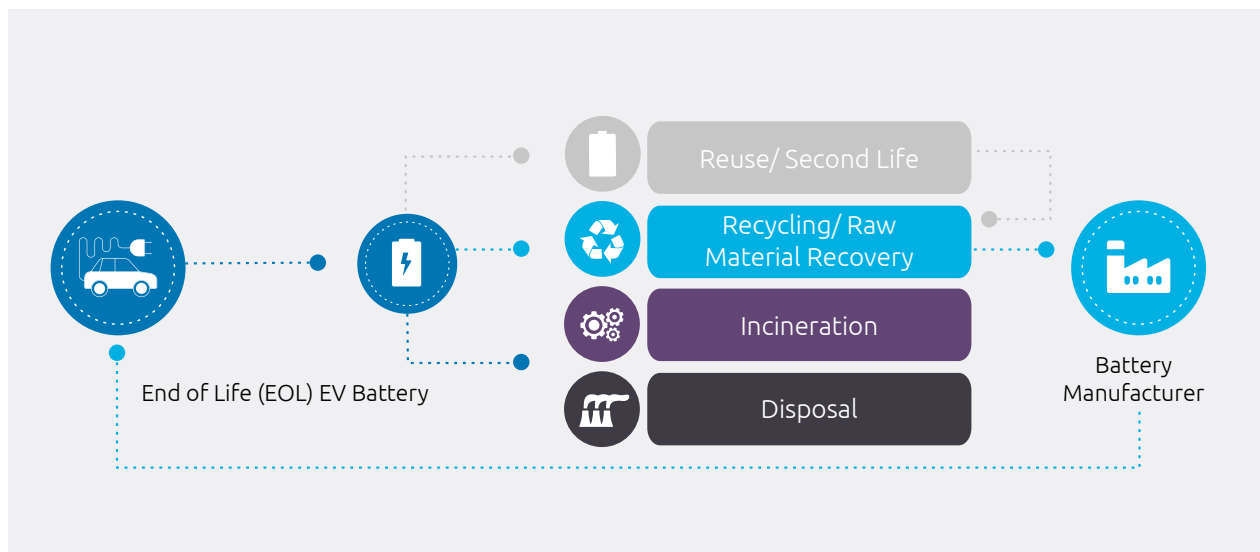 Reuse/ Second Life
Recycling/ Raw
Material Recovery
Incineration
Disposal
End of Life (EOL) EV Battery
Battery
Manufacturer